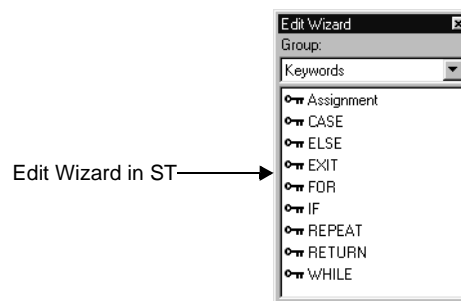 Edit Wizard
Group:
Keywords
Assignment
CASE
ELSE
EXIT
FOR
IF
REPEAT
RETURN
WHILE
Edit Wizard in ST